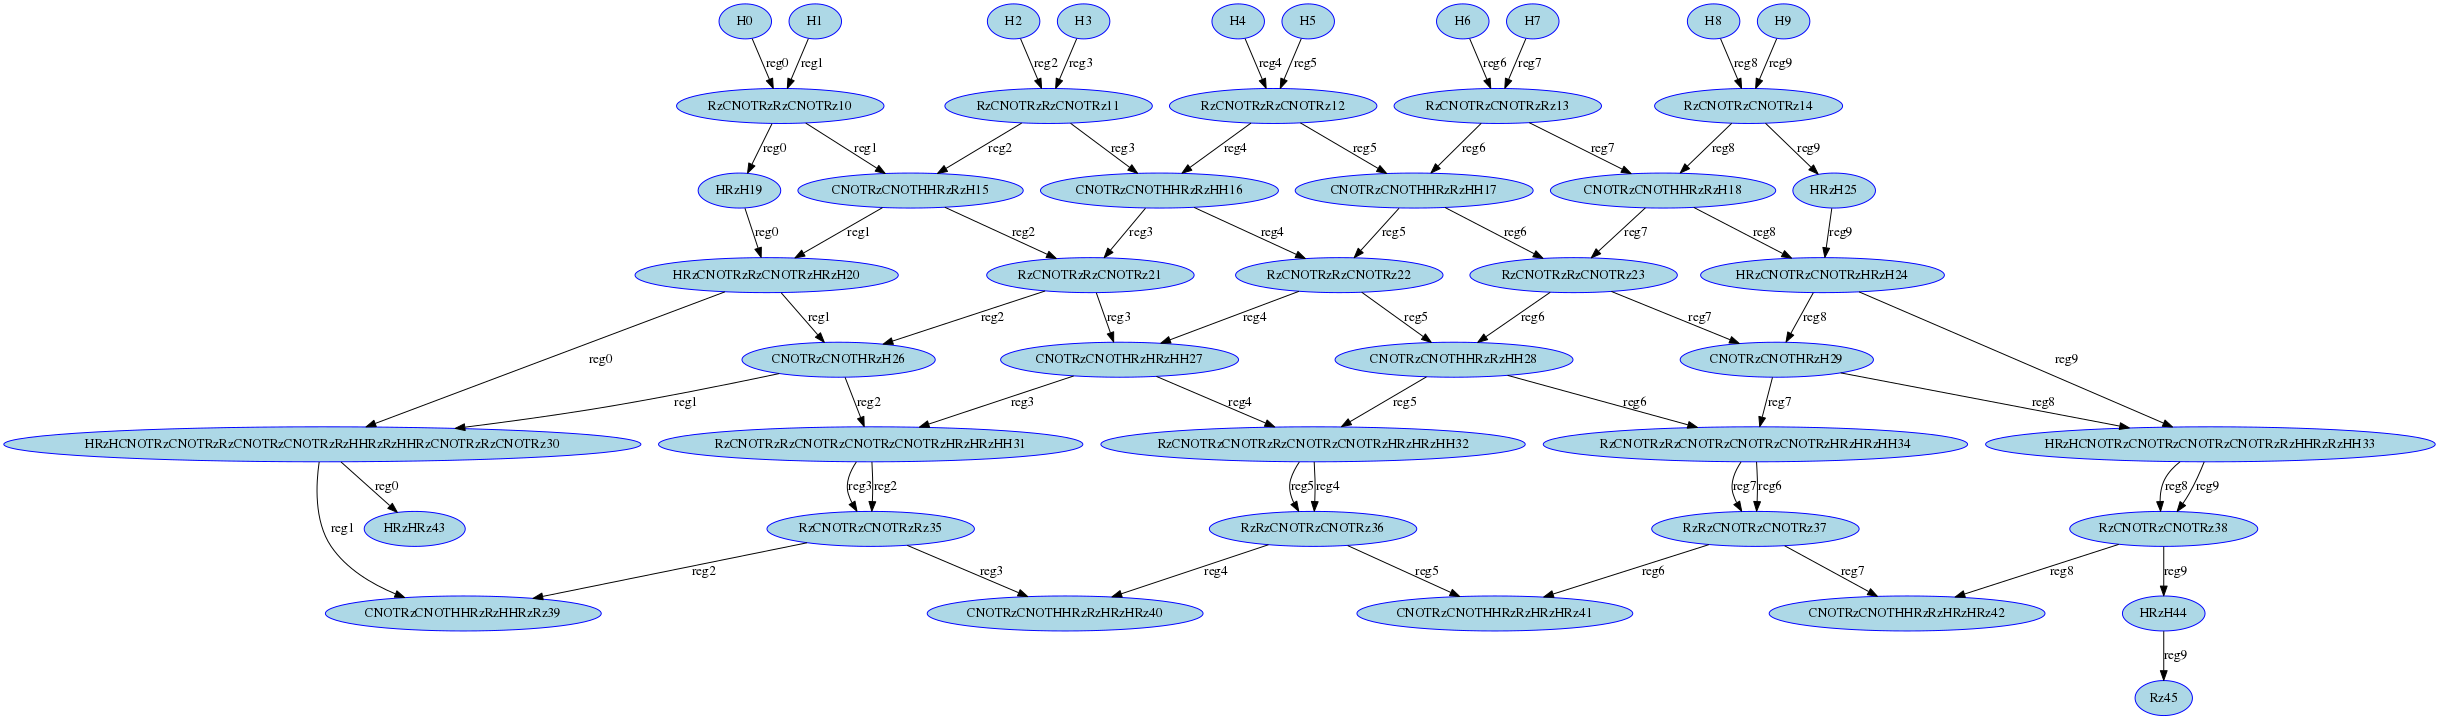 H0 H1 H2 H3 H4 H5 H6 H7 H8 H9
reg0 reg1 reg2 reg3 reg4 reg5 reg6 reg7 reg8 reg9
RzCNOTRzRzCNOTRz10 RzCNOTRzRzCNOTRz11 RzCNOTRzRzCNOTRz12 RzCNOTRzCNOTRzRz13 RzCNOTRzCNOTRz14
reg0 reg1 reg2 reg3 reg4 reg5 reg6 reg7 reg8 reg9
HRzH19 CNOTRzCNOTHHRzRzH15 CNOTRzCNOTHHRzRzHH16 CNOTRzCNOTHHRzRzHH17 CNOTRzCNOTHHRzRzH18 HRzH25
reg0 reg1 reg2 reg3 reg4 reg5 reg6 reg7 reg8 reg9
HRzCNOTRzRzCNOTRzHRzH20 RzCNOTRzRzCNOTRz21 RzCNOTRzRzCNOTRz22 RzCNOTRzRzCNOTRz23 HRzCNOTRzCNOTRzHRzH24
reg1 reg2 reg3 reg4 reg5 reg6 reg7 reg8
reg0 CNOTRzCNOTHRzH26 CNOTRzCNOTHRzHRzHH27 CNOTRzCNOTHHRzRzHH28 CNOTRzCNOTHRzH29 reg9
reg1 reg2 reg3 reg4 reg5 reg6 reg7 reg8
HRzHCNOTRzCNOTRzRzCNOTRzCNOTRzRzHHRzRzHHRzCNOTRzRzCNOTRz30 RzCNOTRzRzCNOTRzCNOTRzCNOTRzHRzHRzHH31 RzCNOTRzCNOTRzRzCNOTRzCNOTRzHRzHRzHH32 RzCNOTRzRzCNOTRzCNOTRzCNOTRzHRzHRzHH34 HRzHCNOTRzCNOTRzCNOTRzCNOTRzRzHHRzRzHH33
reg0 reg3 reg2 reg5 reg4 reg7 reg6 reg8 reg9
reg1 HRzHRz43 RzCNOTRzCNOTRzRz35 RzRzCNOTRzCNOTRz36 RzRzCNOTRzCNOTRz37 RzCNOTRzCNOTRz38
reg2 reg3 reg4 reg5 reg6 reg7 reg8 reg9
CNOTRzCNOTHHRzRzHHRzRz39 CNOTRzCNOTHHRzRzHRzHRz40 CNOTRzCNOTHHRzRzHRzHRz41 CNOTRzCNOTHHRzRzHRzHRz42 HRzH44
reg9
Rz45